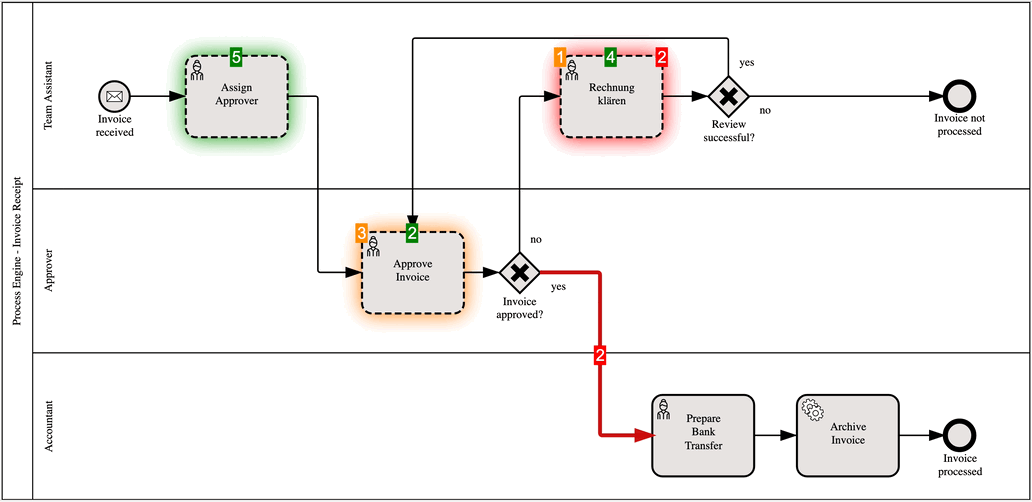 Process Engine - Invoice Receipt
Team Assistant
Invoice
received
5
Assign
Approver
1
4
2
Rechnung
klären
yes
no
Review
successful?
Invoice not
processed
Approver
3
2
Approve
Invoice
no
yes
Invoice
approved?
2
Accountant
Prepare
Bank
Transfer
Archive
Invoice
Invoice
processed